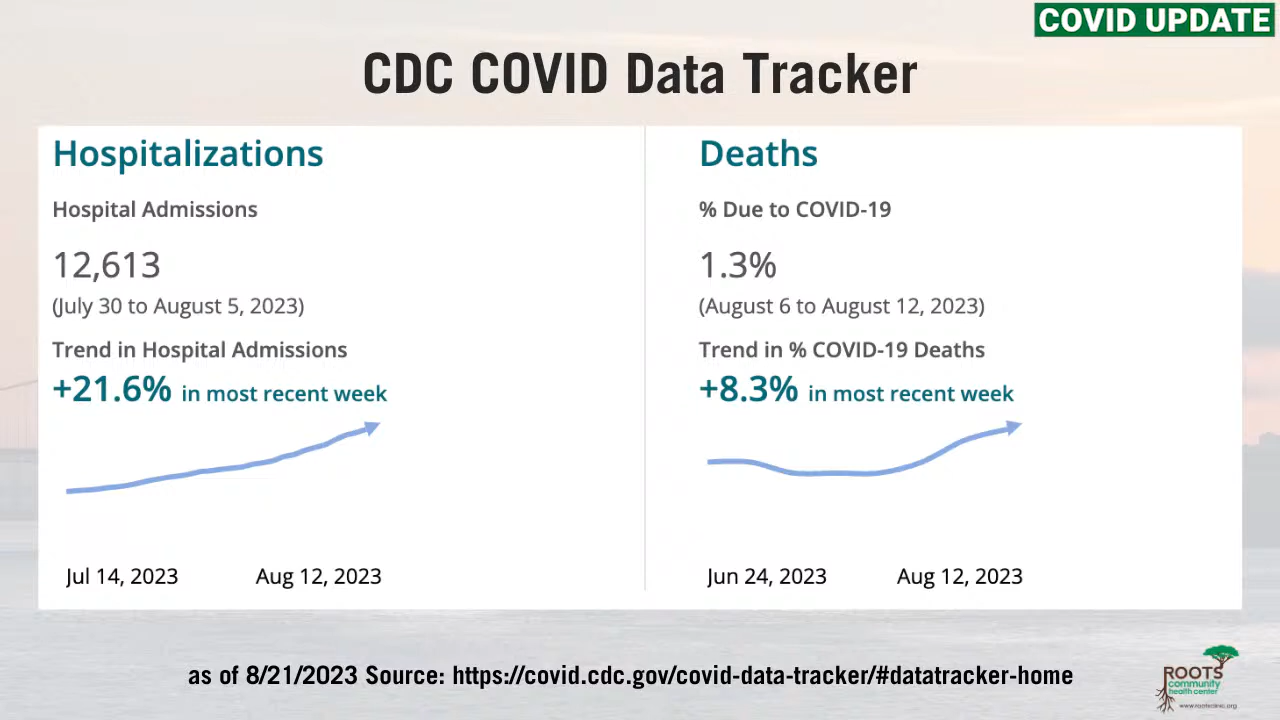 COVID UPDATE
CDC COVID Data Tracker
Hospitalizations
Hospital Admissions
12,613
(July 30 to August 5, 2023)
Trend in Hospital Admissions
+21.6% in most recent week
Jul 14, 2023 Aug 12, 2023
Deaths
% Due to COVID-19
1.3%
(August 6 to August 12, 2023)
Trend in % COVID-19 Deaths
+8.3% in most recent week
Jun 24, 2023 Aug 12, 2023
as of 8/21/2023 Source: https://covid.cdc.gov/covid-data-tracker/#datatracker-home
ROOTS
community
health center
www.rootsclinic.org